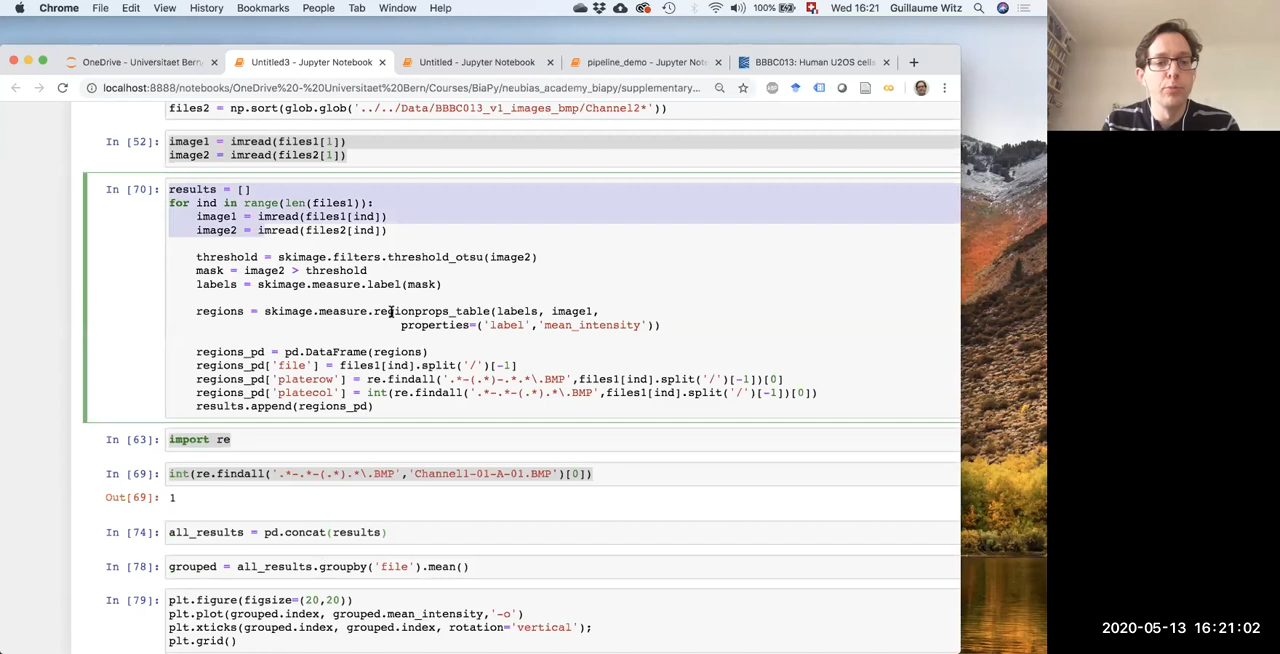 Chrome File Edit View History Bookmarks People Tab Window Help 100% Wed 16:21 Guillaume Witz
OneDrive - Universitaet Bern/ Untitled3 - Jupyter Notebook Untitled - Jupyter Notebook pipeline_demo - Jupyter Not BBBC013: Human U2OS cells
localhost:8888/notebooks/OneDrive%20-%20Universitaet%20Bern/Courses/BiaPy/neubias_academy_biapy/supplementary...
files2 = np.sort(glob.glob('../../Data/BBBC013_v1_images_bmp/Channel2*'))
In [52]: image1 = imread(files1[1])
image2 = imread(files2[1])
In [70]: results = []
for ind in range(len(files1)):
image1 = imread(files1[ind])
image2 = imread(files2[ind])
threshold = skimage.filters.threshold_otsu(image2)
mask = image2 > threshold
labels = skimage.measure.label(mask)
regions = skimage.measure.regionprops_table(labels, image1,
properties=('label','mean_intensity'))
regions_pd = pd.DataFrame(regions)
regions_pd['file'] = files1[ind].split('/')[-1]
regions_pd['platerow'] = re.findall('.*-(.*)-.*.*\.BMP',files1[ind].split('/')[-1])[0]
regions_pd['platecol'] = int(re.findall('.*-.*-(.*).*\.BMP',files1[ind].split('/')[-1])[0])
results.append(regions_pd)
In [63]: import re
In [69]: int(re.findall('.*-.*-(.*).*\.BMP','Channel1-01-A-01.BMP')[0])
Out[69]: 1
In [74]: all_results = pd.concat(results)
In [78]: grouped = all_results.groupby('file').mean()
In [79]: plt.figure(figsize=(20,20))
plt.plot(grouped.index, grouped.mean_intensity,'-o')
plt.xticks(grouped.index, grouped.index, rotation='vertical');
plt.grid()
2020-05-13 16:21:02